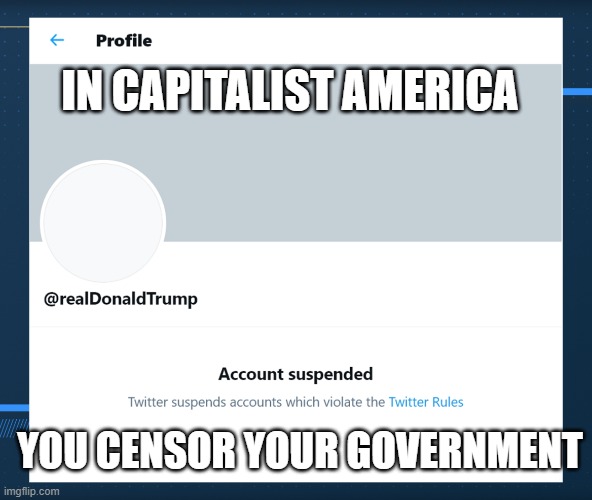 Profile
IN CAPITALIST AMERICA
@realDonaldTrump
Account suspended
Twitter suspends accounts which violate the Twitter Rules
YOU CENSOR YOUR GOVERNMENT
imgflip.com